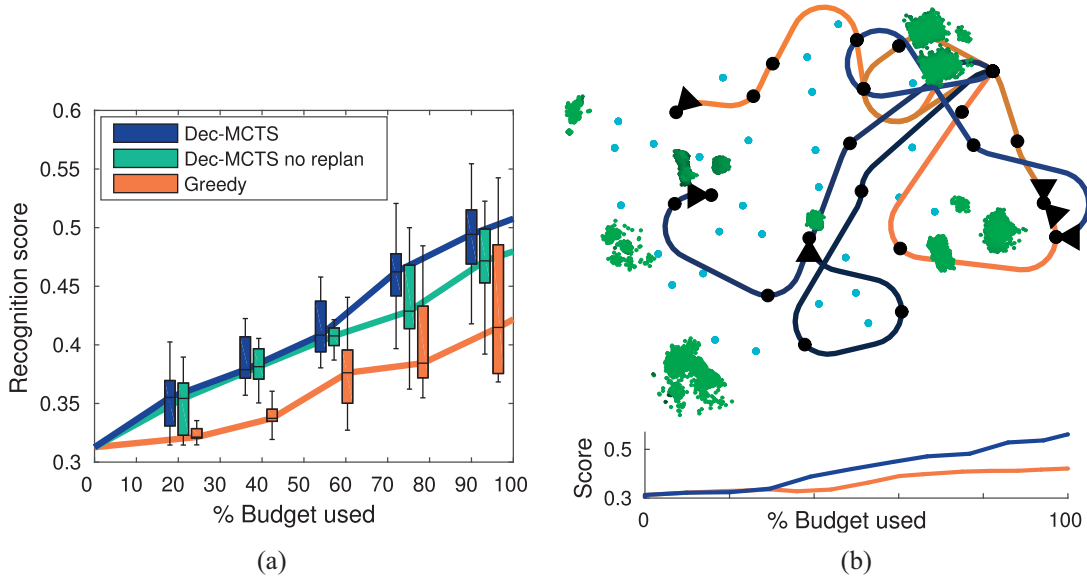 0.6
0.55
0.5
0.45
0.4
0.35
0.3
Recognition score
Dec-MCTS
Dec-MCTS no replan
Greedy
0 10 20 30 40 50 60 70 80 90 100
% Budget used
(a)
0.5
0.3
Score
0 % Budget used 100
(b)